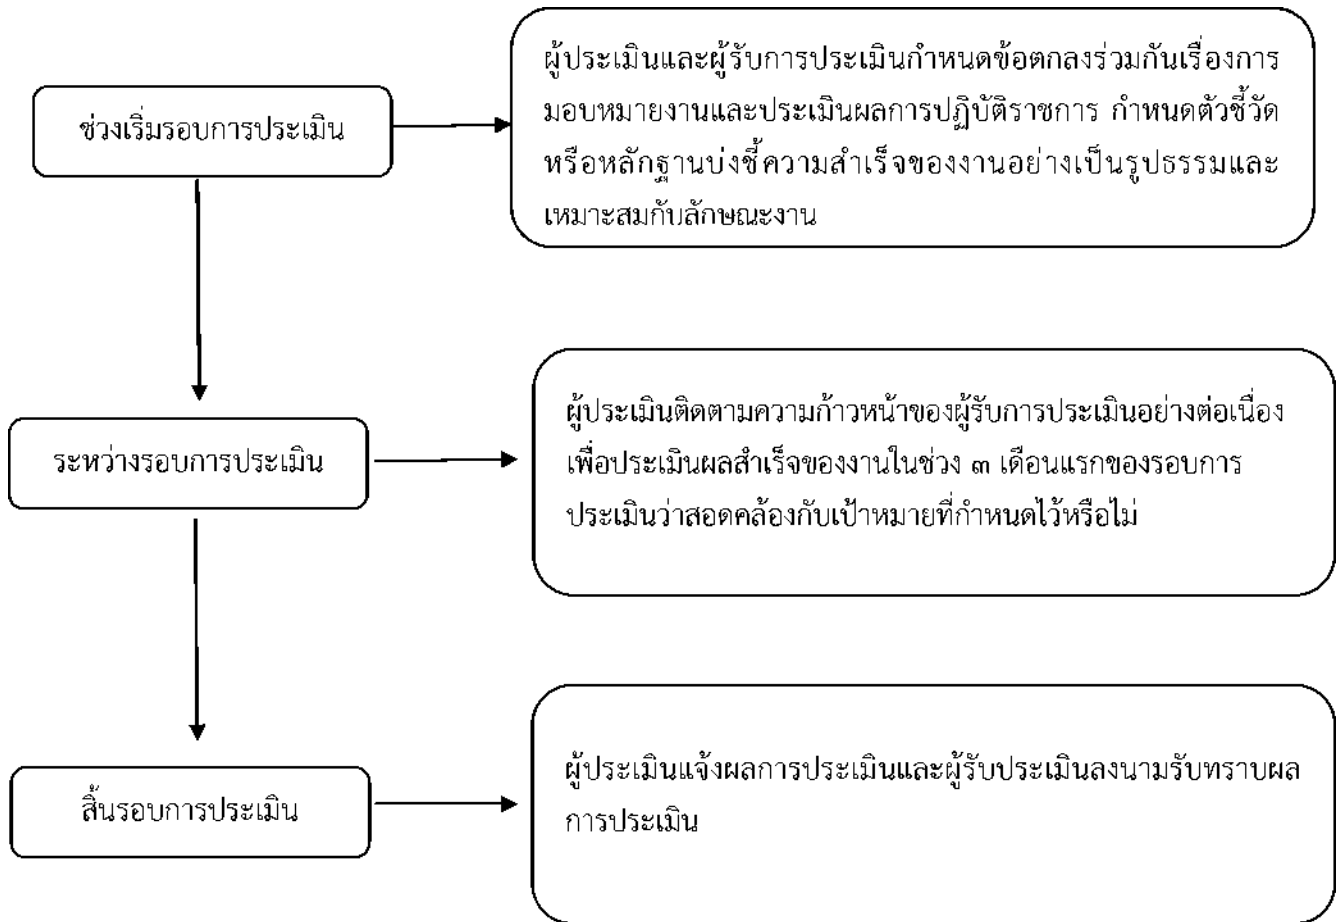 ช่วงเริ่มรอบการประเมิน
ผู้ประเมินและผู้รับการประเมินกำหนดข้อตกลงร่วมกันเรื่องการ
มอบหมายงานและประเมินผลการปฏิบัติราชการ กำหนดตัวชี้วัด
หรือหลักฐานบ่งชี้ความสำเร็จของงานอย่างเป็นรูปธรรมและ
เหมาะสมกับลักษณะงาน
ระหว่างรอบการประเมิน
ผู้ประเมินติดตามความก้าวหน้าของผู้รับการประเมินอย่างต่อเนื่อง
เพื่อประเมินผลสำเร็จของงานในช่วง ๓ เดือนแรกของรอบการ
ประเมินว่าสอดคล้องกับเป้าหมายที่กำหนดไว้หรือไม่
สิ้นรอบการประเมิน
ผู้ประเมินแจ้งผลการประเมินและผู้รับประเมินลงนามรับทราบผล
การประเมิน